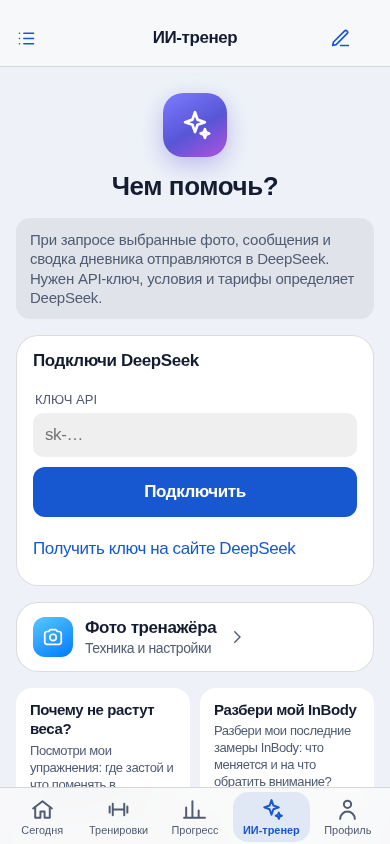 ИИ-тренер
Чем помочь?
При запросе выбранные фото, сообщения и
сводка дневника отправляются в DeepSeek.
Нужен API-ключ, условия и тарифы определяет
DeepSeek.
Подключи DeepSeek
КЛЮЧ API
sk-…
Подключить
Получить ключ на сайте DeepSeek
Фото тренажёра
Техника и настройки
Почему не растут
веса?
Посмотри мои
упражнения: где застой и
что поменять в
Разбери мой InBody
Разбери мои последние
замеры InBody: что
меняется и на что
обратить внимание?
Сегодня
Тренировки
Прогресс
ИИ-тренер
Профиль